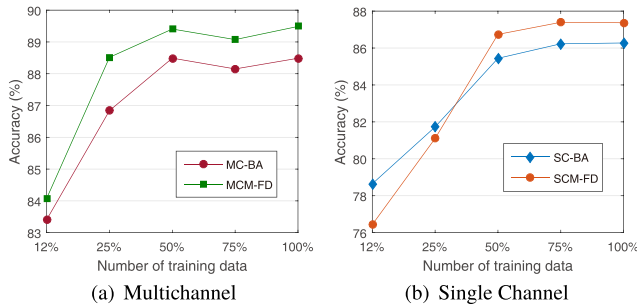 90
89
88
87
86
85
84
83
Accuracy (%)
MC-BA
MCM-FD
12% 25% 50% 75% 100%
Number of training data
(a) Multichannel
88
86
84
82
80
78
76
Accuracy (%)
SC-BA
SCM-FD
12% 25% 50% 75% 100%
Number of training data
(b) Single Channel